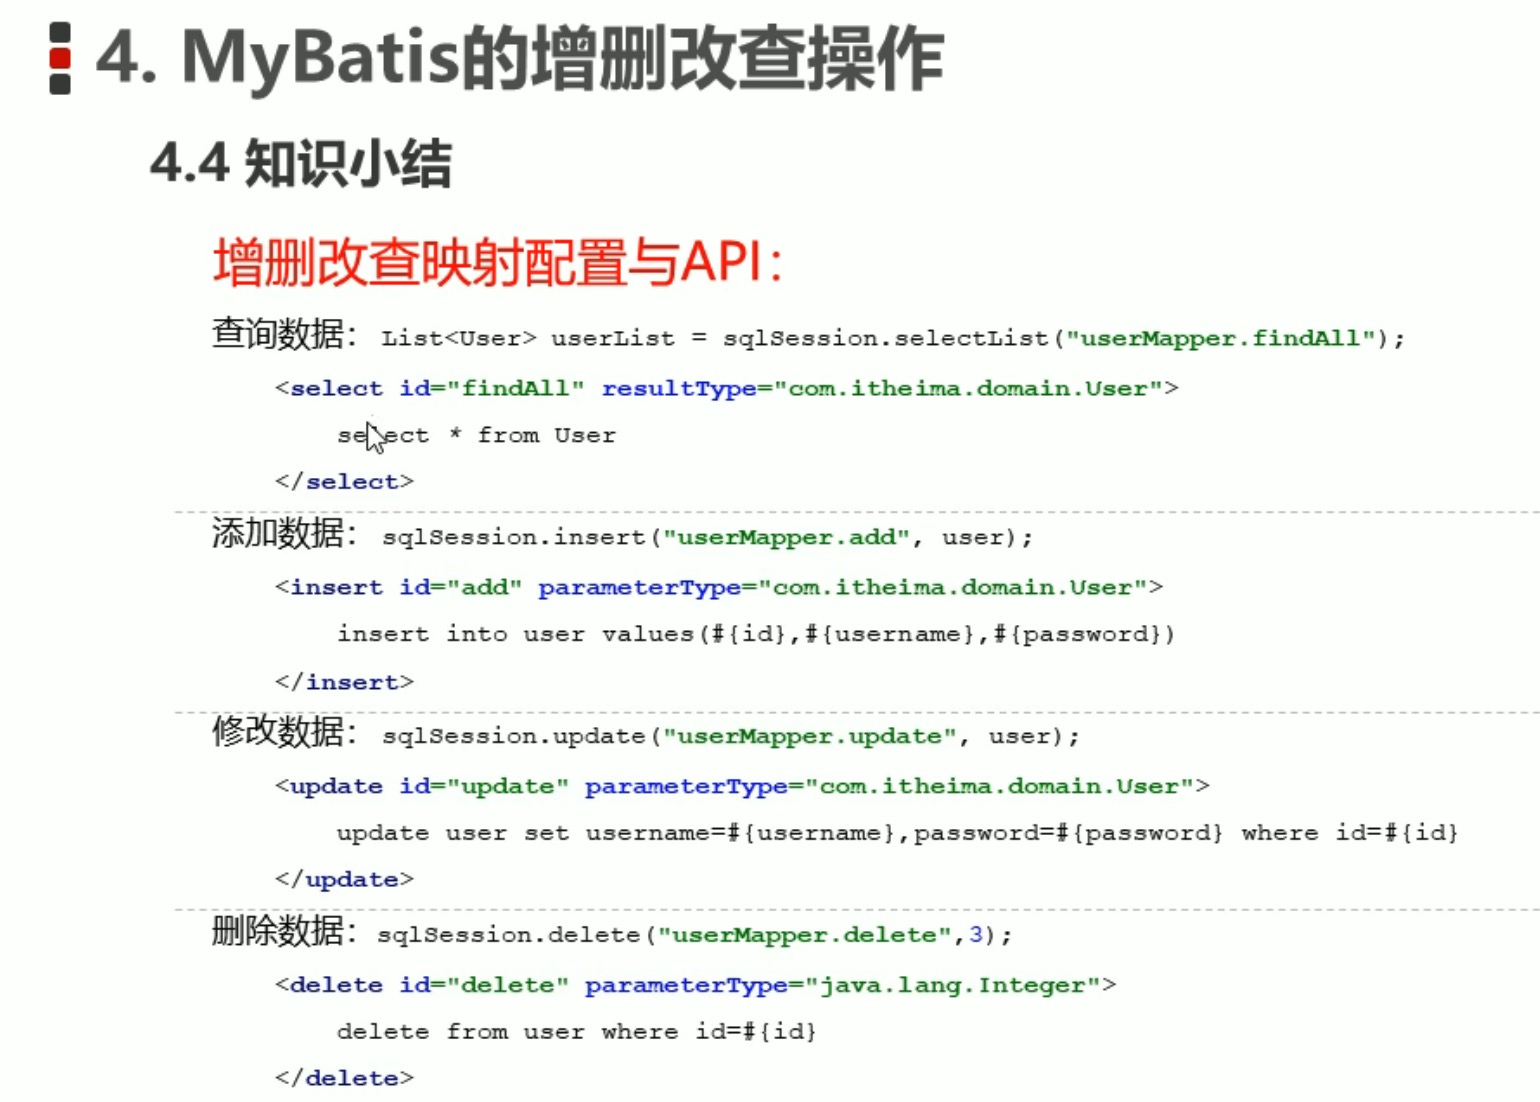 4. MyBatis的增删改查操作
4.4 知识小结
增删改查映射配置与API：
查询数据： List<User> userList = sqlSession.selectList("userMapper.findAll");
<select id="findAll" resultType="com.itheima.domain.User">
select * from User
</select>
添加数据： sqlSession.insert("userMapper.add", user);
<insert id="add" parameterType="com.itheima.domain.User">
insert into user values(#{id},#{username},#{password})
</insert>
修改数据： sqlSession.update("userMapper.update", user);
<update id="update" parameterType="com.itheima.domain.User">
update user set username=#{username},password=#{password} where id=#{id}
</update>
删除数据： sqlSession.delete("userMapper.delete",3);
<delete id="delete" parameterType="java.lang.Integer">
delete from user where id=#{id}
</delete>